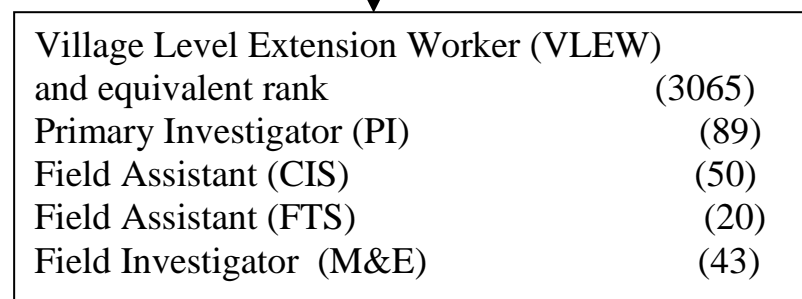 Village Level Extension Worker (VLEW)
and equivalent rank (3065)
Primary Investigator (PI) (89)
Field Assistant (CIS) (50)
Field Assistant (FTS) (20)
Field Investigator (M&E) (43)